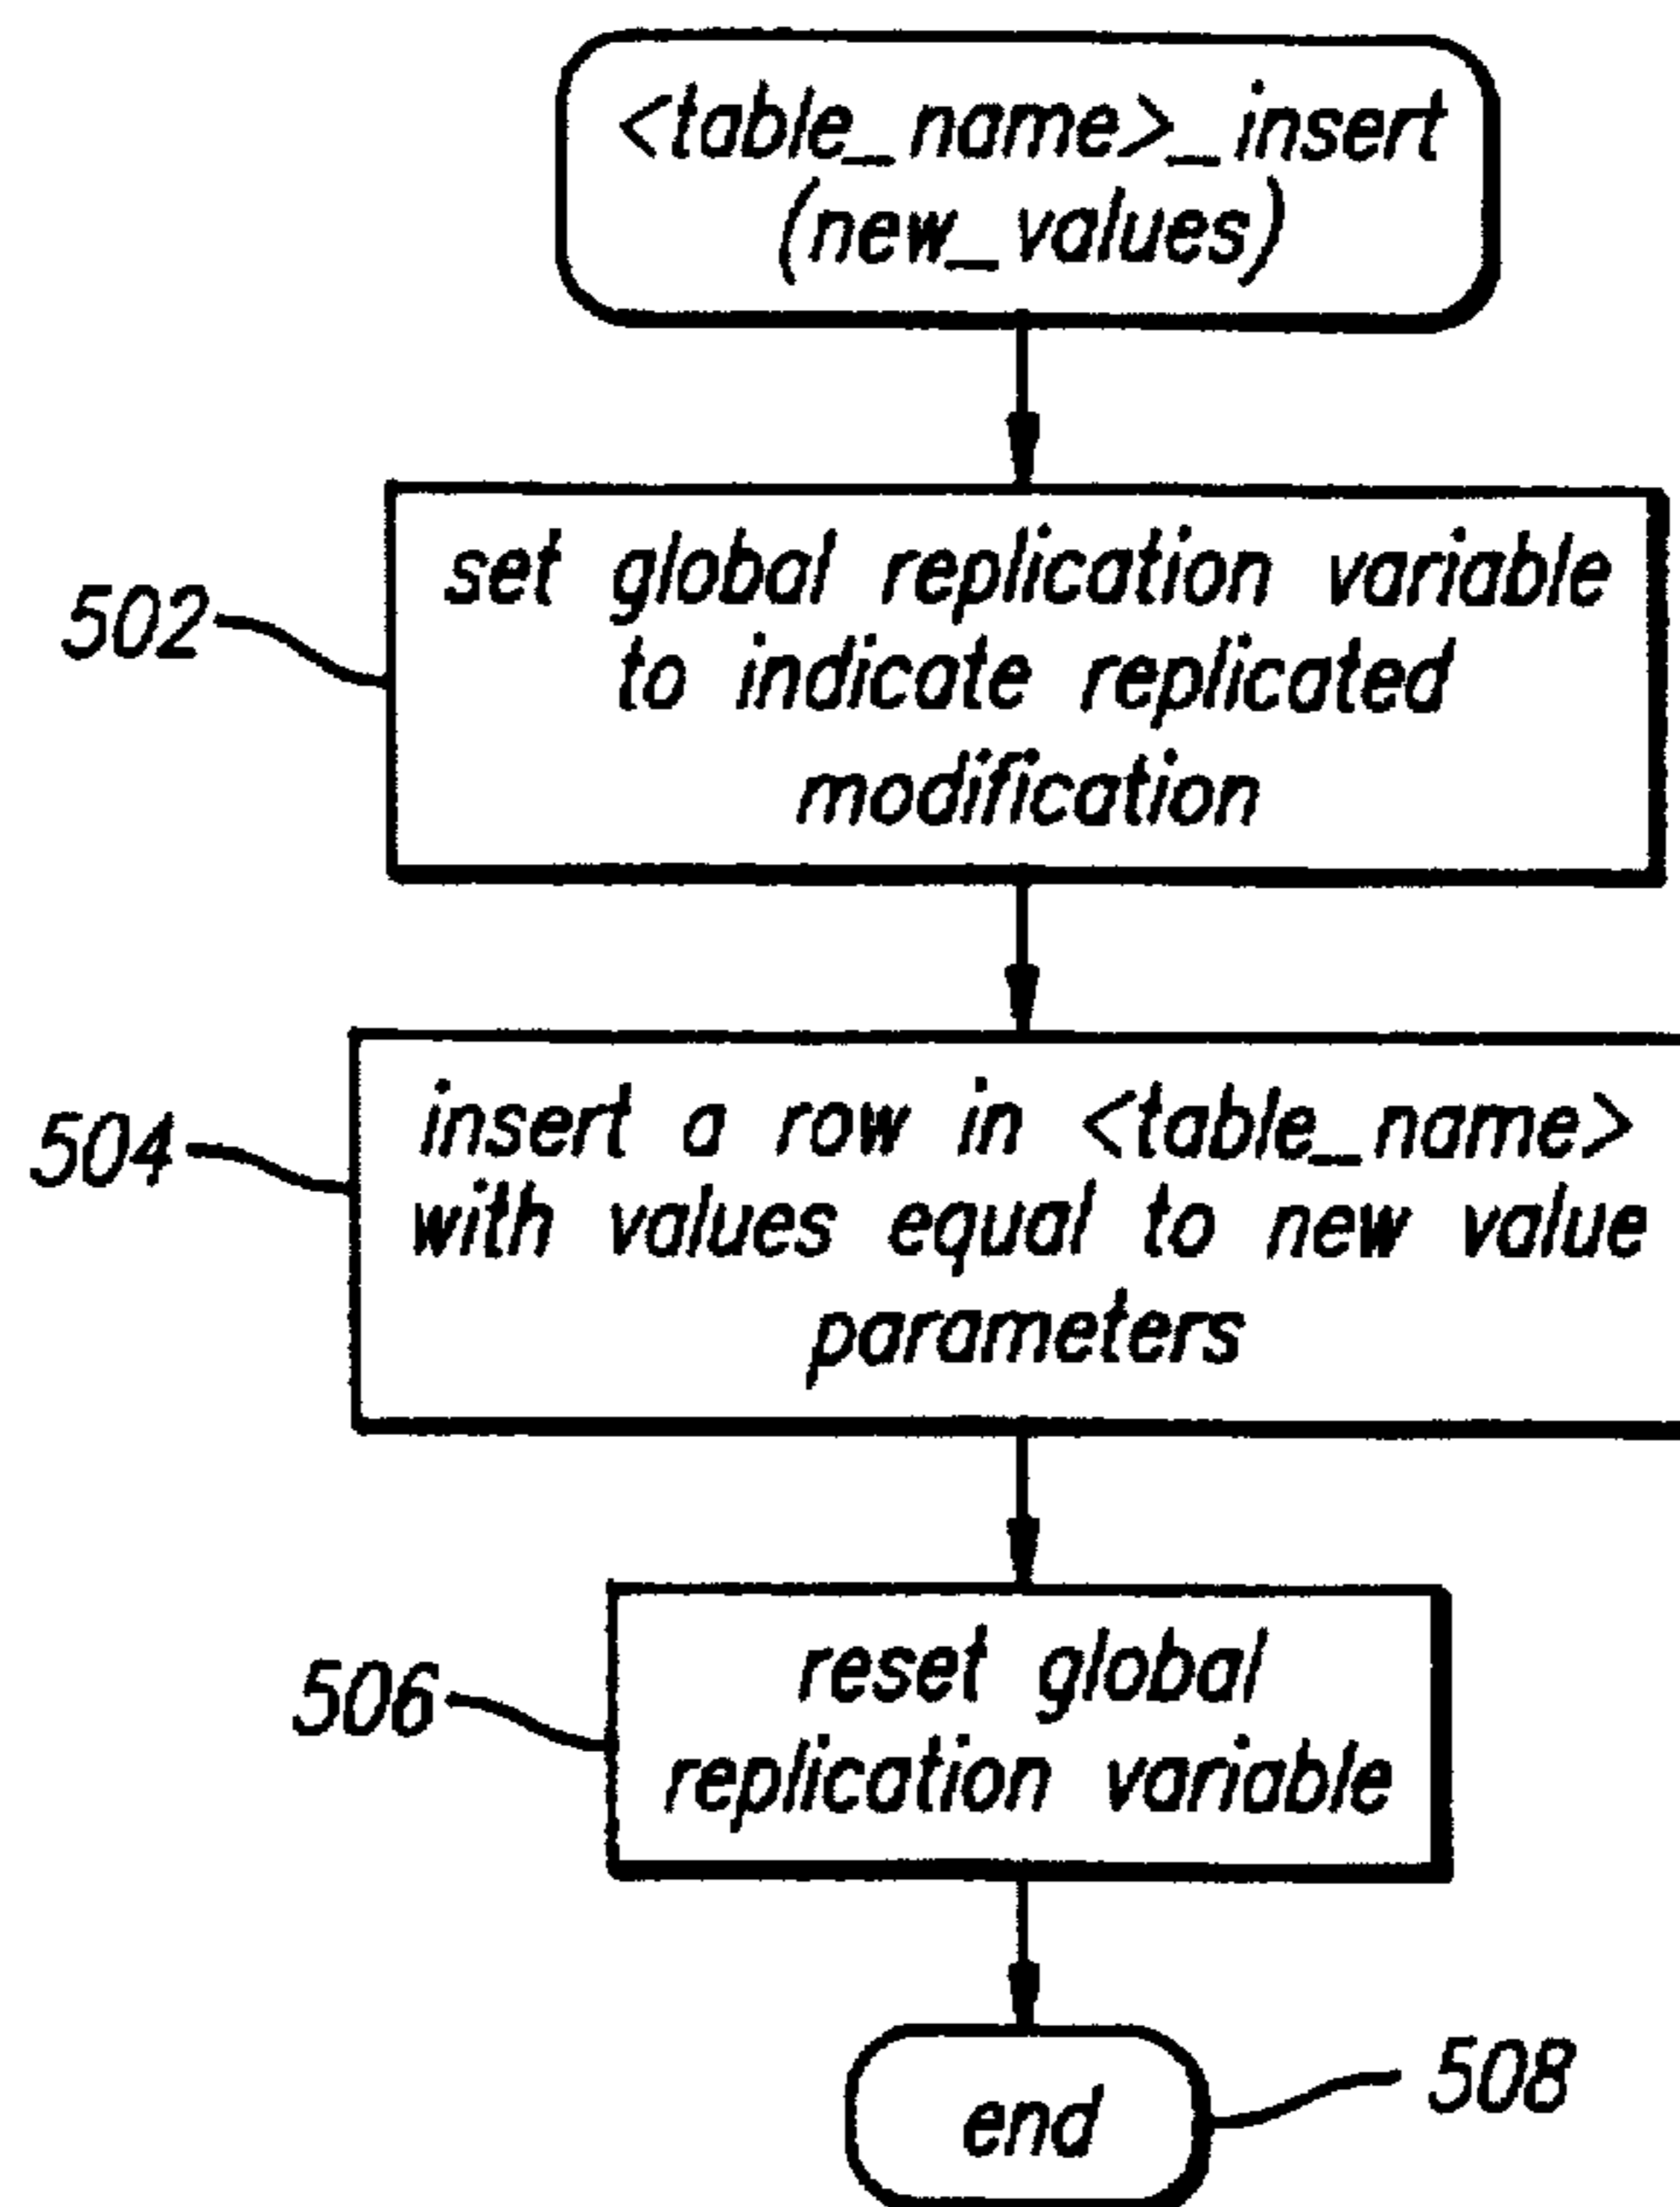 <table_name>_insert
(new_values)
502
set global replication variable
to indicate replicated
modification
504
insert a row in <table_name>
with values equal to new value
parameters
506
reset global
replication variable
end
508